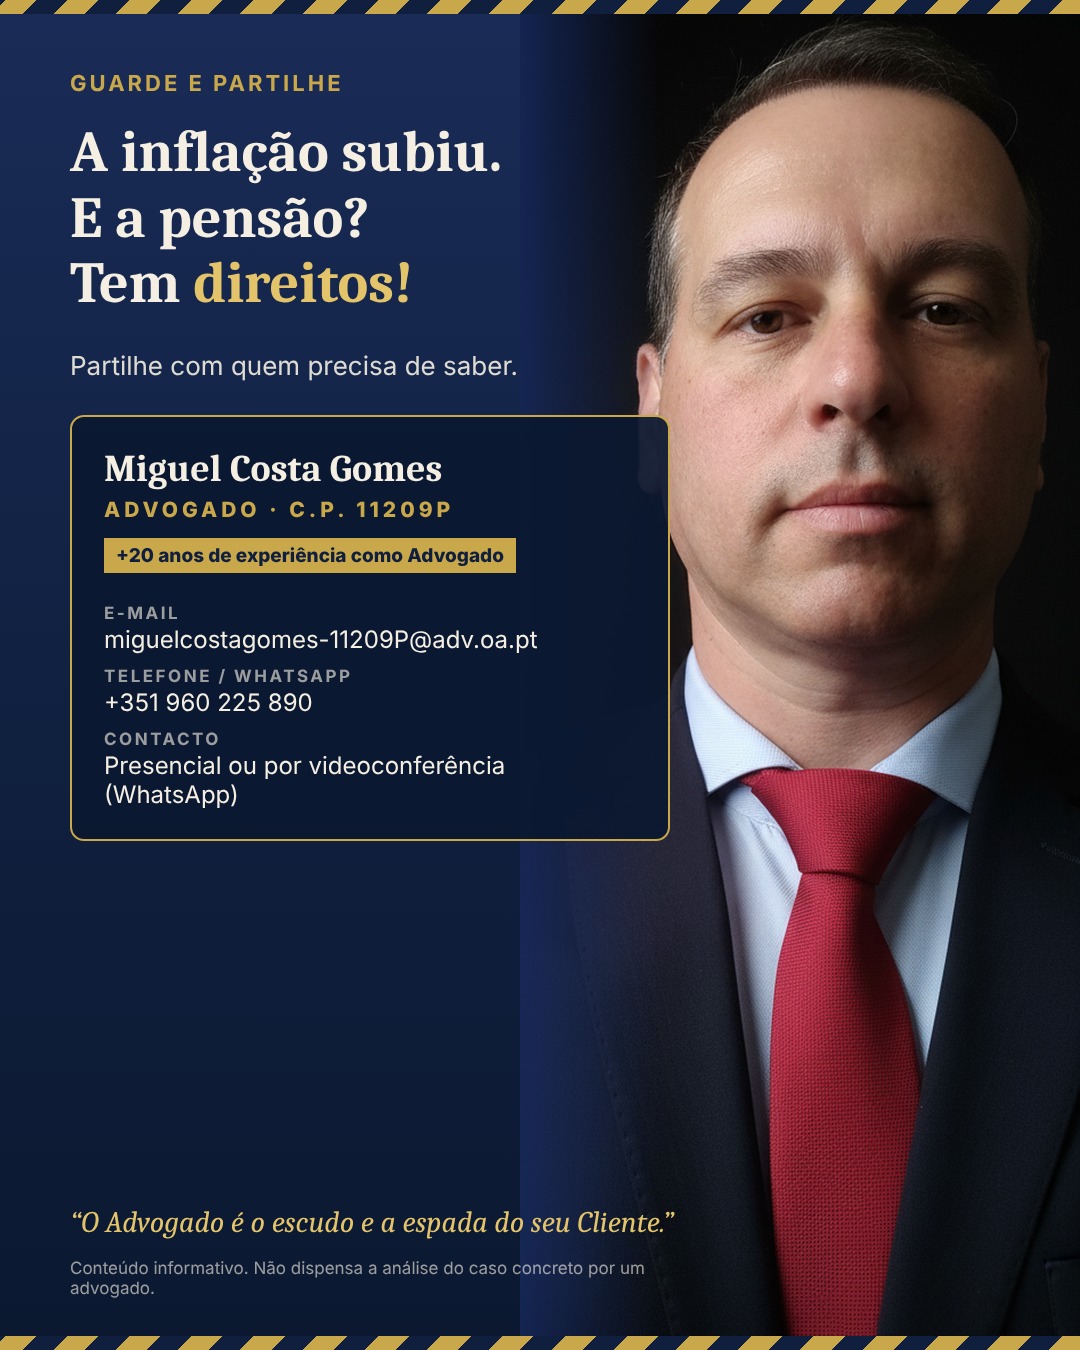 GUARDE E PARTILHE
A inflação subiu.
E a pensão?
Tem direitos!
Partilhe com quem precisa de saber.
Miguel Costa Gomes
ADVOGADO · C.P. 11209P
+20 anos de experiência como Advogado
E-MAIL
miguelcostagomes-11209P@adv.oa.pt
TELEFONE / WHATSAPP
+351 960 225 890
CONTACTO
Presencial ou por videoconferência
(WhatsApp)
“O Advogado é o escudo e a espada do seu Cliente.”
Conteúdo informativo. Não dispensa a análise do caso concreto por um
advogado.